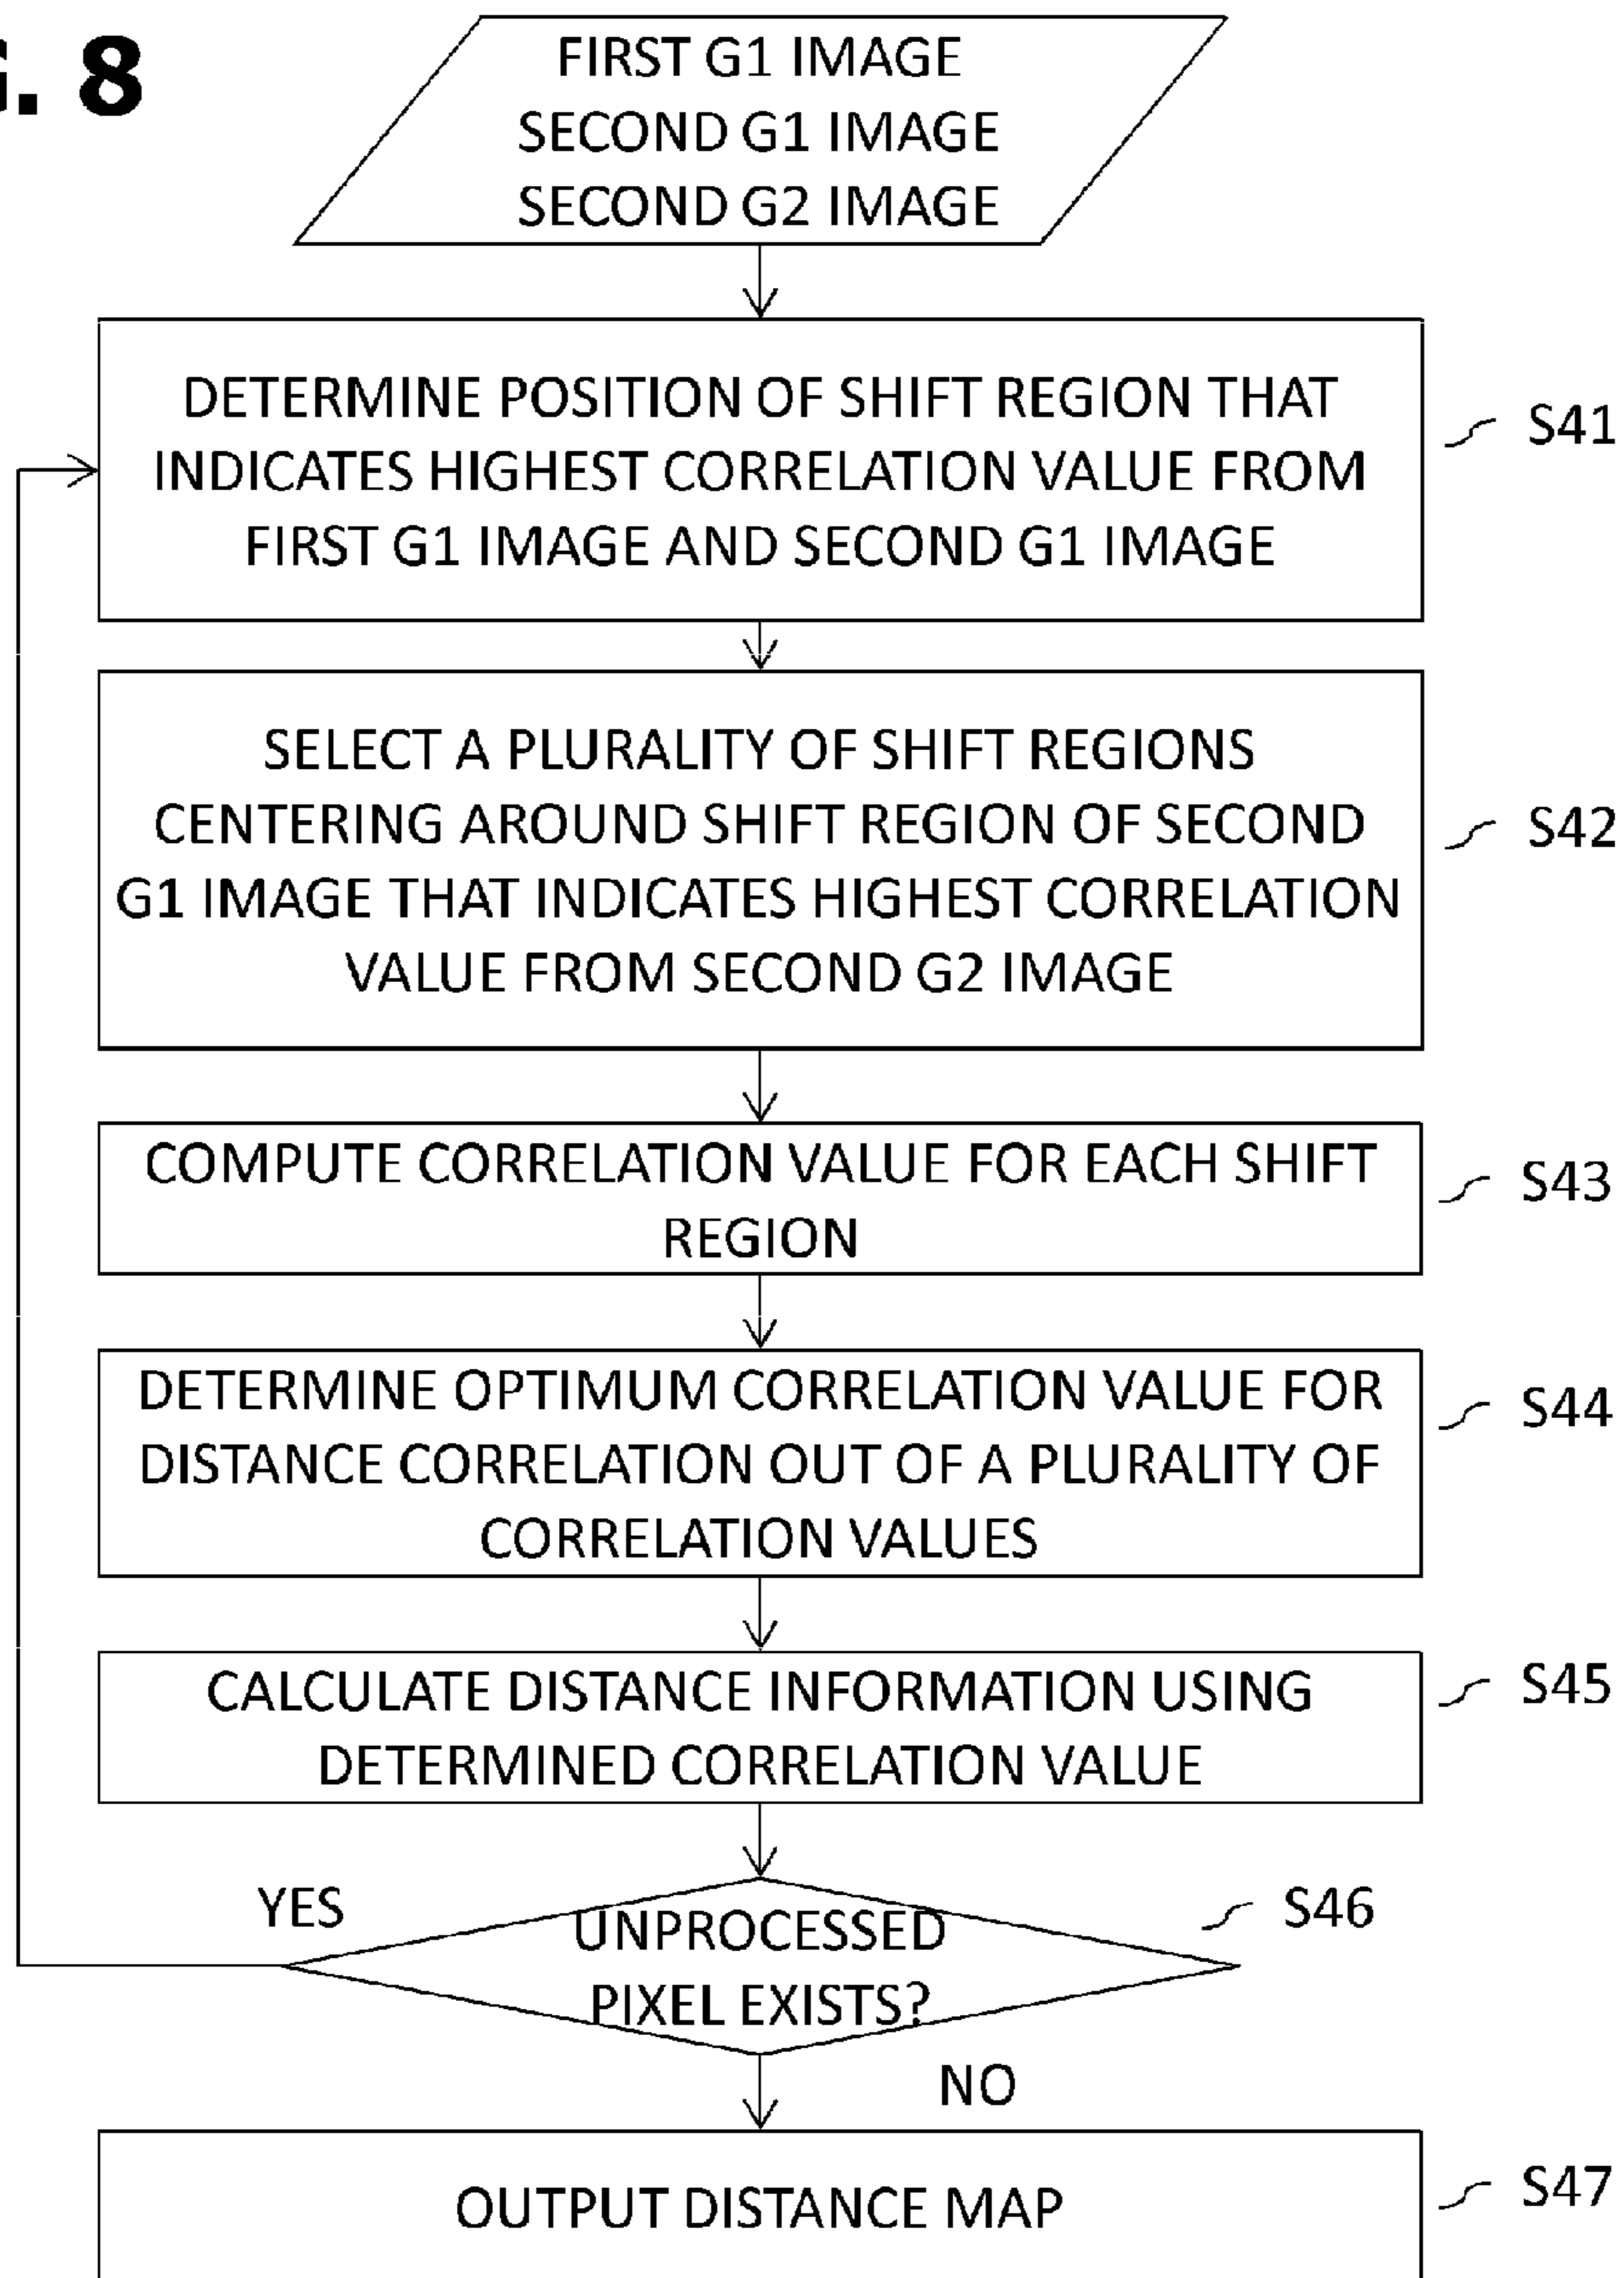 . 8
FIRST G1 IMAGE
SECOND G1 IMAGE
SECOND G2 IMAGE
DETERMINE POSITION OF SHIFT REGION THAT
INDICATES HIGHEST CORRELATION VALUE FROM
FIRST G1 IMAGE AND SECOND G1 IMAGE
S41
SELECT A PLURALITY OF SHIFT REGIONS
CENTERING AROUND SHIFT REGION OF SECOND
G1 IMAGE THAT INDICATES HIGHEST CORRELATION
VALUE FROM SECOND G2 IMAGE
S42
COMPUTE CORRELATION VALUE FOR EACH SHIFT
REGION
S43
DETERMINE OPTIMUM CORRELATION VALUE FOR
DISTANCE CORRELATION OUT OF A PLURALITY OF
CORRELATION VALUES
S44
CALCULATE DISTANCE INFORMATION USING
DETERMINED CORRELATION VALUE
S45
YES
UNPROCESSED
PIXEL EXISTS?
S46
NO
OUTPUT DISTANCE MAP
S47